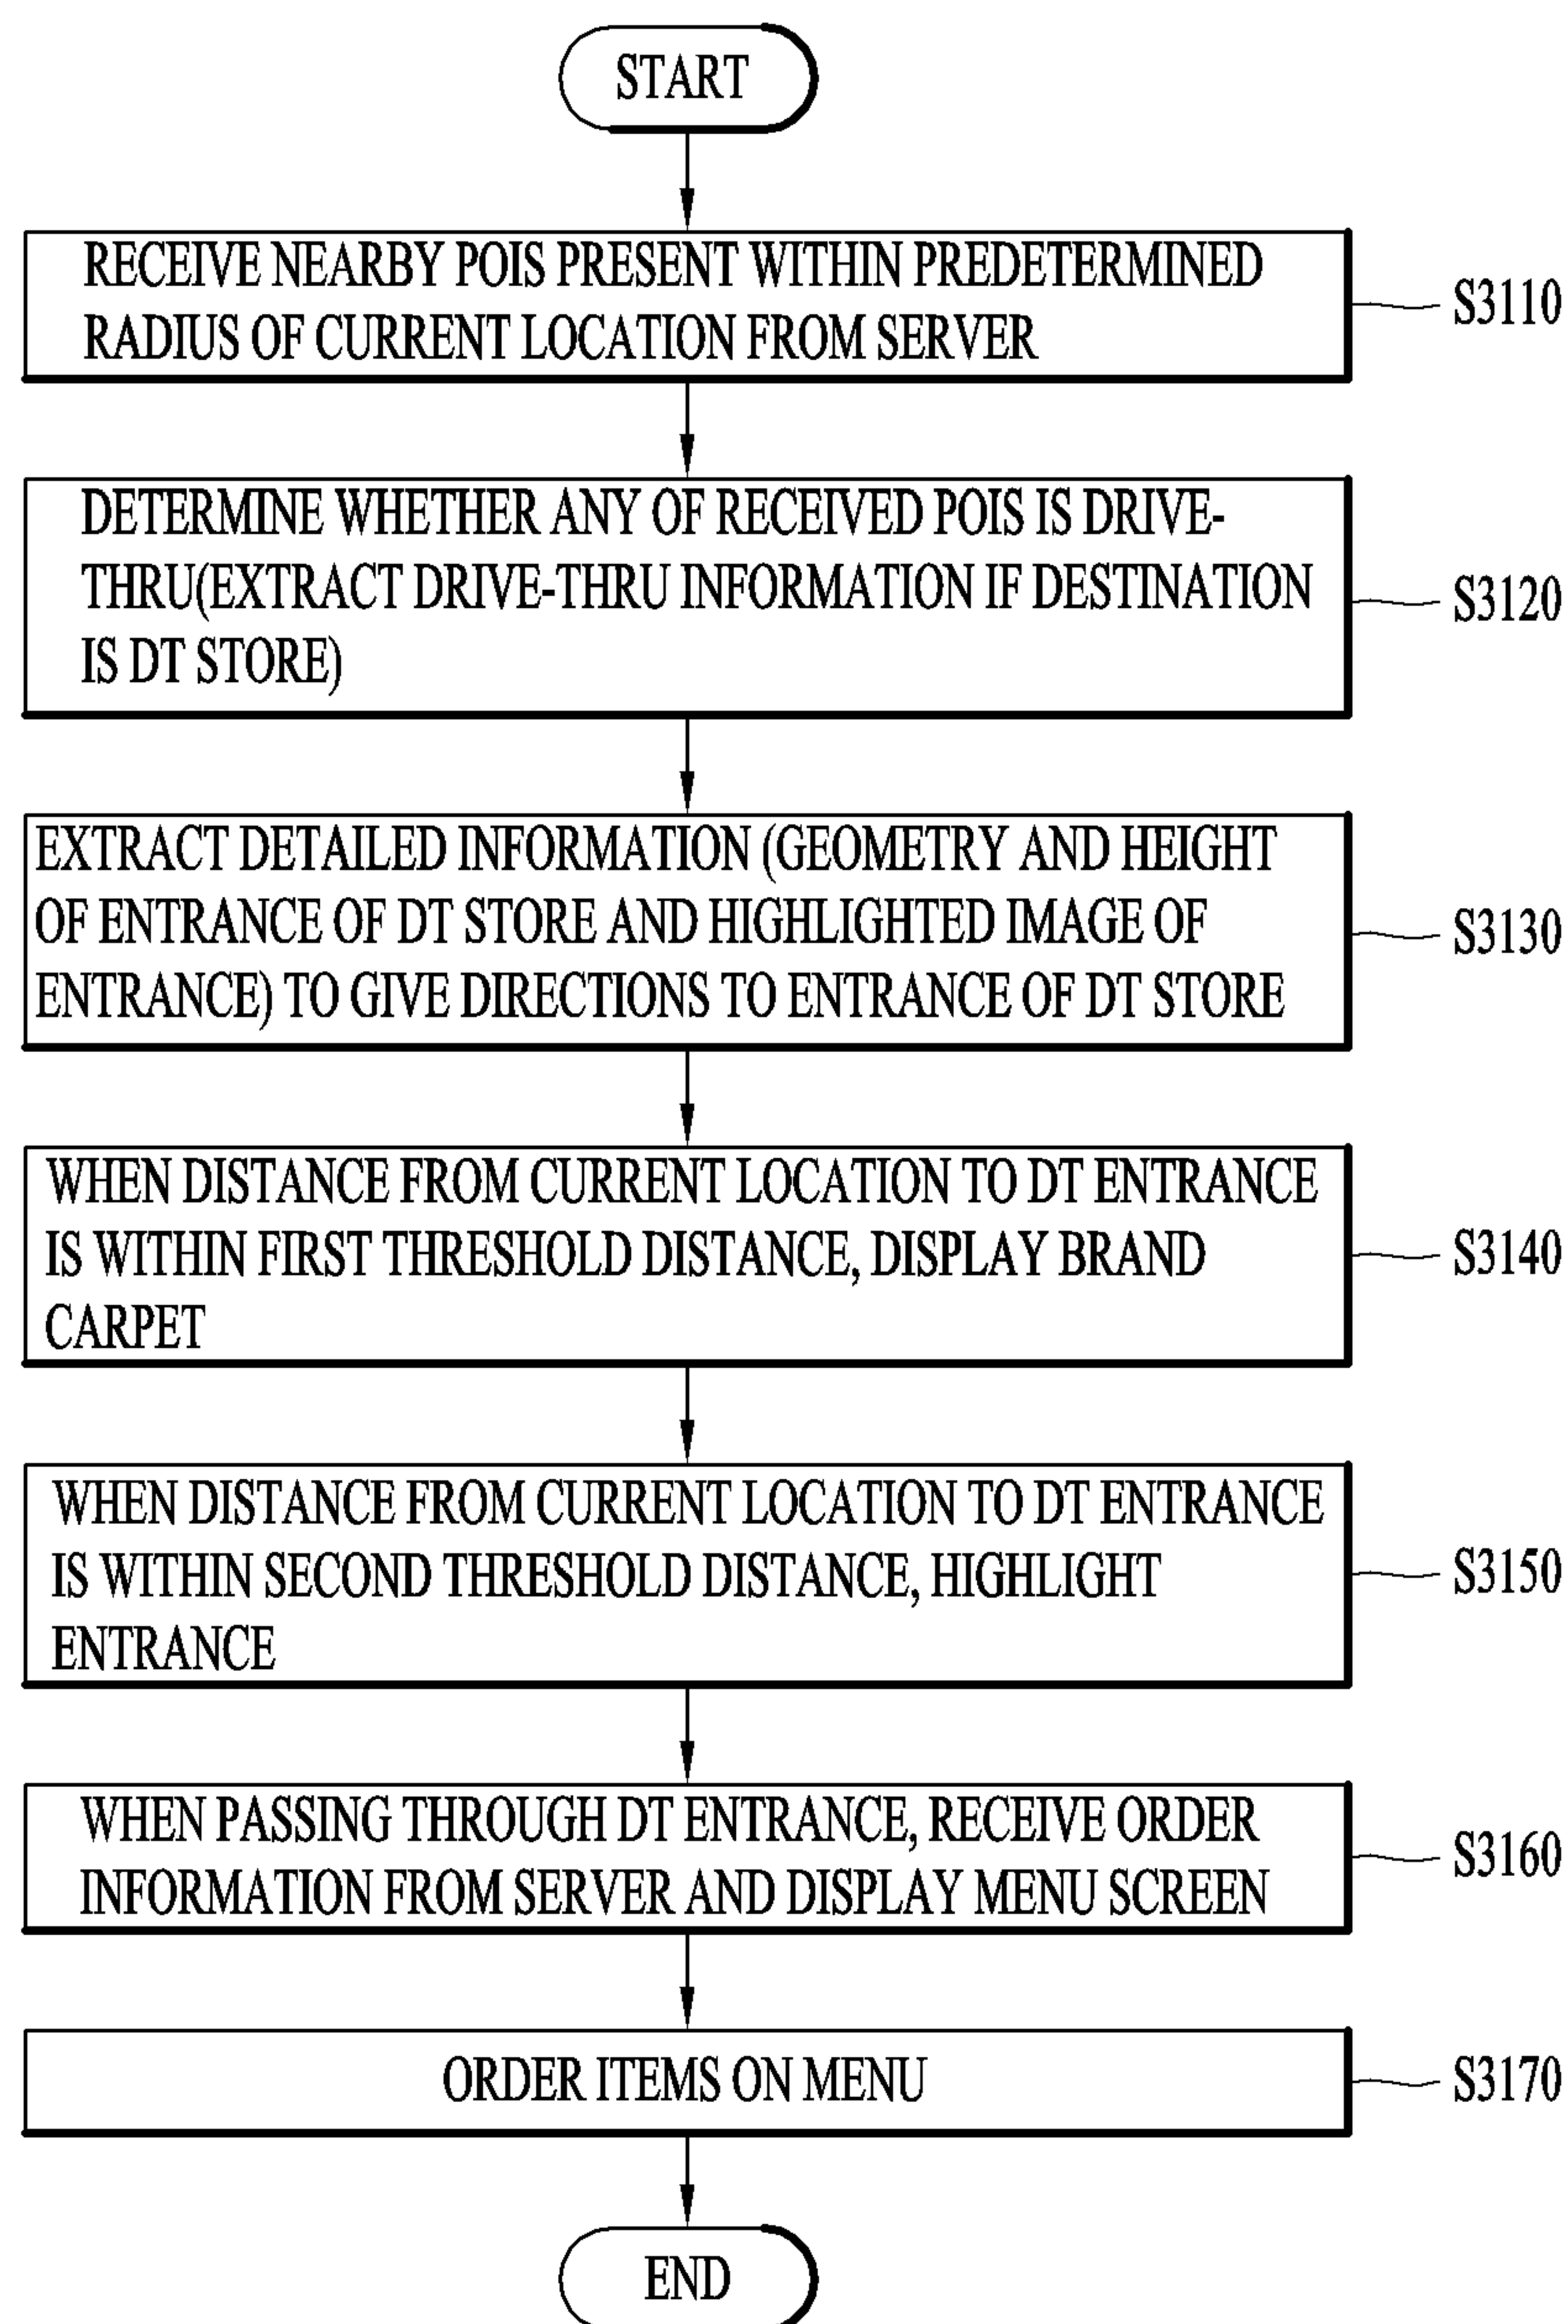 START
RECEIVE NEARBY POIS PRESENT WITHIN PREDETERMINED
RADIUS OF CURRENT LOCATION FROM SERVER
S3110
DETERMINE WHETHER ANY OF RECEIVED POIS IS DRIVE-
THRU(EXTRACT DRIVE-THRU INFORMATION IF DESTINATION
IS DT STORE)
S3120
EXTRACT DETAILED INFORMATION (GEOMETRY AND HEIGHT
OF ENTRANCE OF DT STORE AND HIGHLIGHTED IMAGE OF
ENTRANCE) TO GIVE DIRECTIONS TO ENTRANCE OF DT STORE
S3130
WHEN DISTANCE FROM CURRENT LOCATION TO DT ENTRANCE
IS WITHIN FIRST THRESHOLD DISTANCE, DISPLAY BRAND
CARPET
S3140
WHEN DISTANCE FROM CURRENT LOCATION TO DT ENTRANCE
IS WITHIN SECOND THRESHOLD DISTANCE, HIGHLIGHT
ENTRANCE
S3150
WHEN PASSING THROUGH DT ENTRANCE, RECEIVE ORDER
INFORMATION FROM SERVER AND DISPLAY MENU SCREEN
S3160
ORDER ITEMS ON MENU
S3170
END